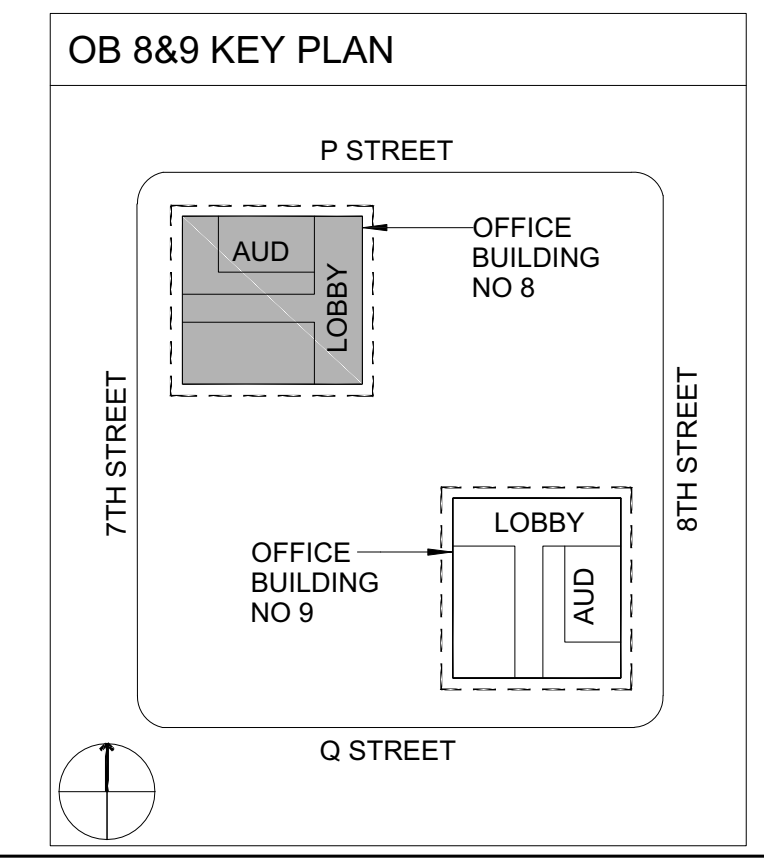 OB 8&9 KEY PLAN
P STREET
AUD
LOBBY
OFFICE
BUILDING
NO 8
7TH STREET
8TH STREET
OFFICE
BUILDING
NO 9
LOBBY
AUD
Q STREET